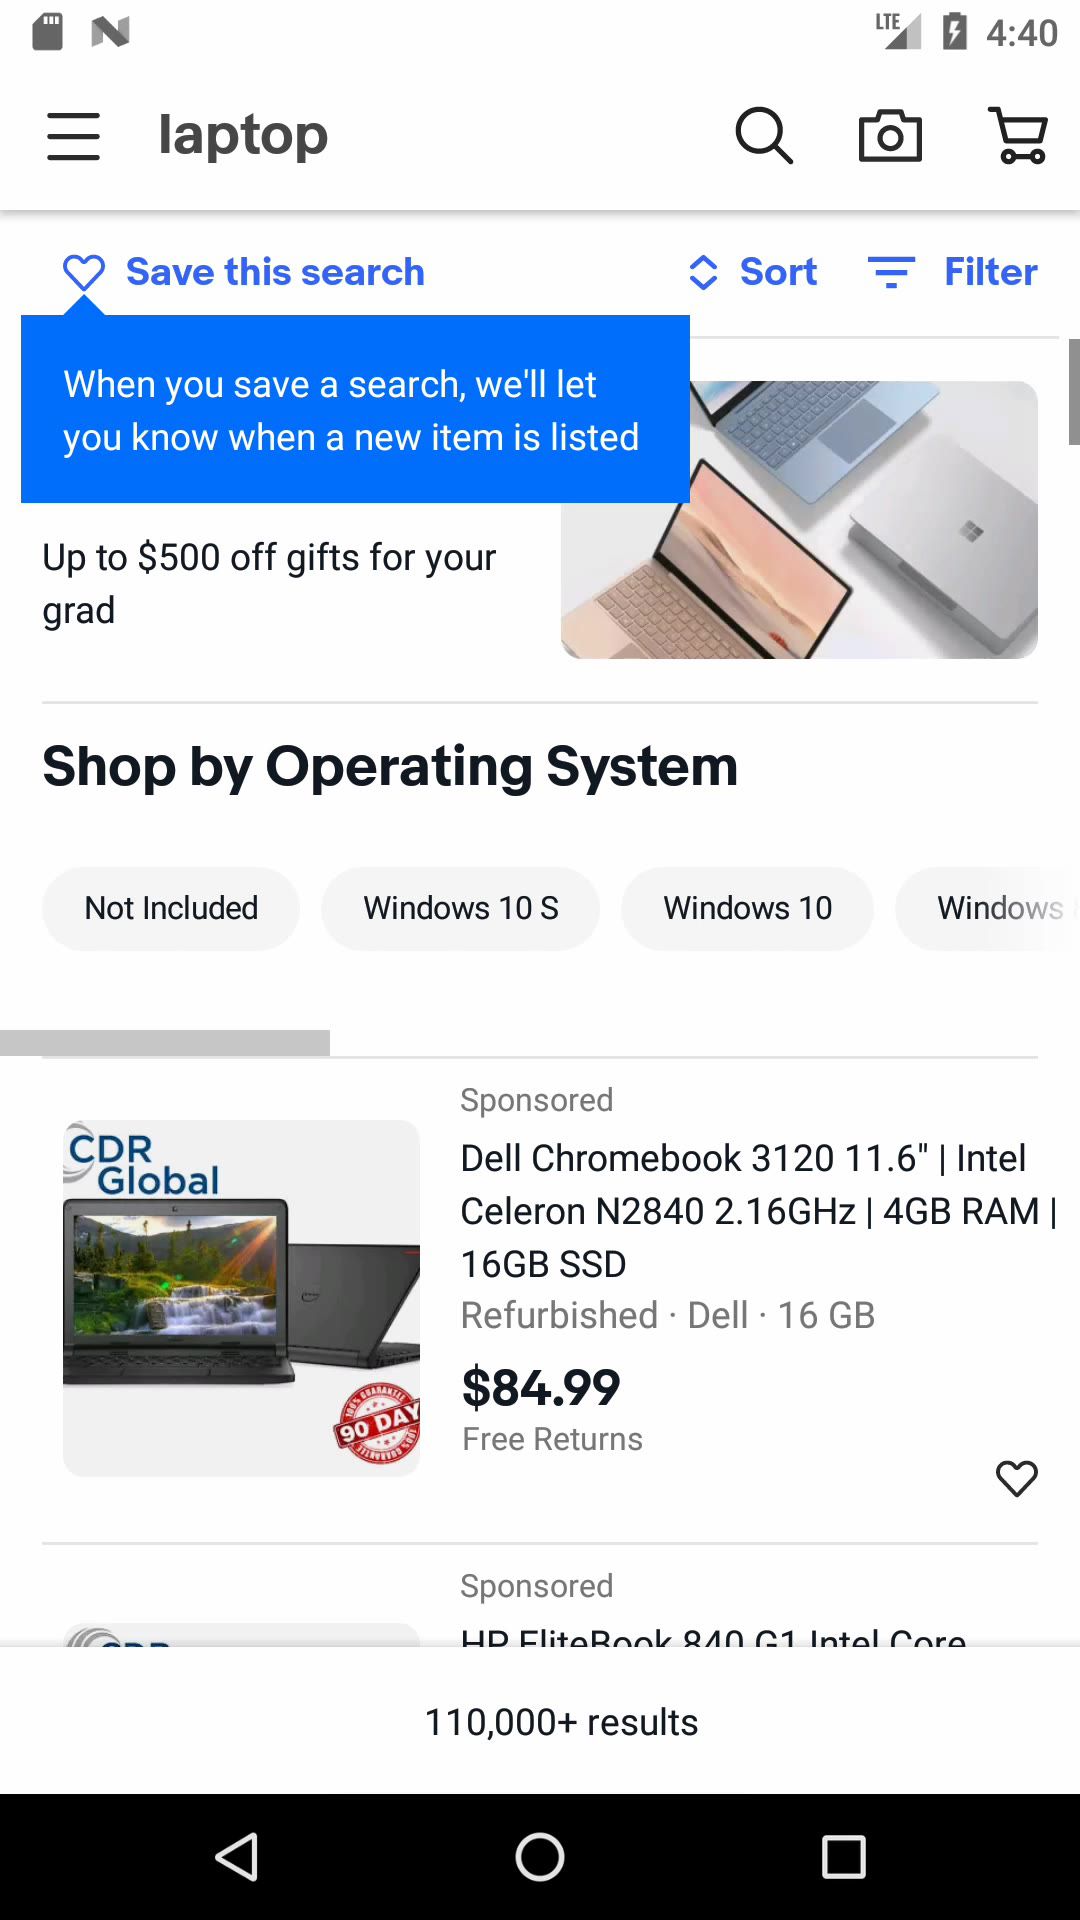 LTE 4:40
laptop
Save this search Sort Filter
When you save a search, we'll let
you know when a new item is listed
Up to $500 off gifts for your
grad
Shop by Operating System
Not Included Windows 10 S Windows 10 Windows
Sponsored
CDR
Global
100% GUARANTEE
90 DAY
Dell Chromebook 3120 11.6" | Intel
Celeron N2840 2.16GHz | 4GB RAM |
16GB SSD
Refurbished · Dell · 16 GB
$84.99
Free Returns
Sponsored
HP EliteBook 840 G1 Intel Core
110,000+ results